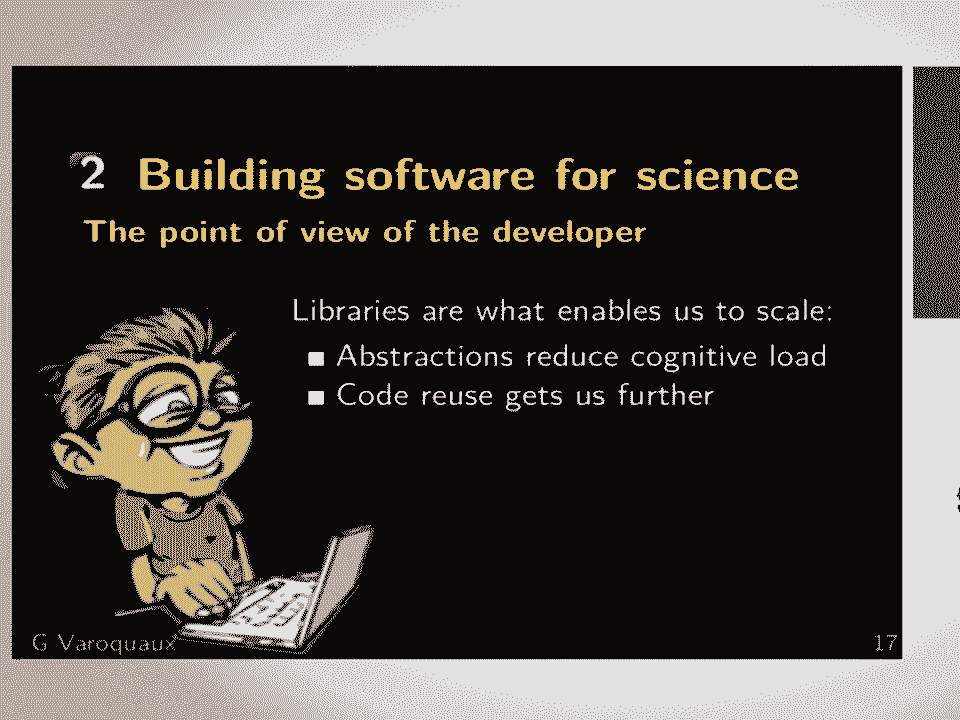 2 Building software for science
The point of view of the developer
Libraries are what enables us to scale:
■ Abstractions reduce cognitive load
■ Code reuse gets us further
G Varoquaux
17